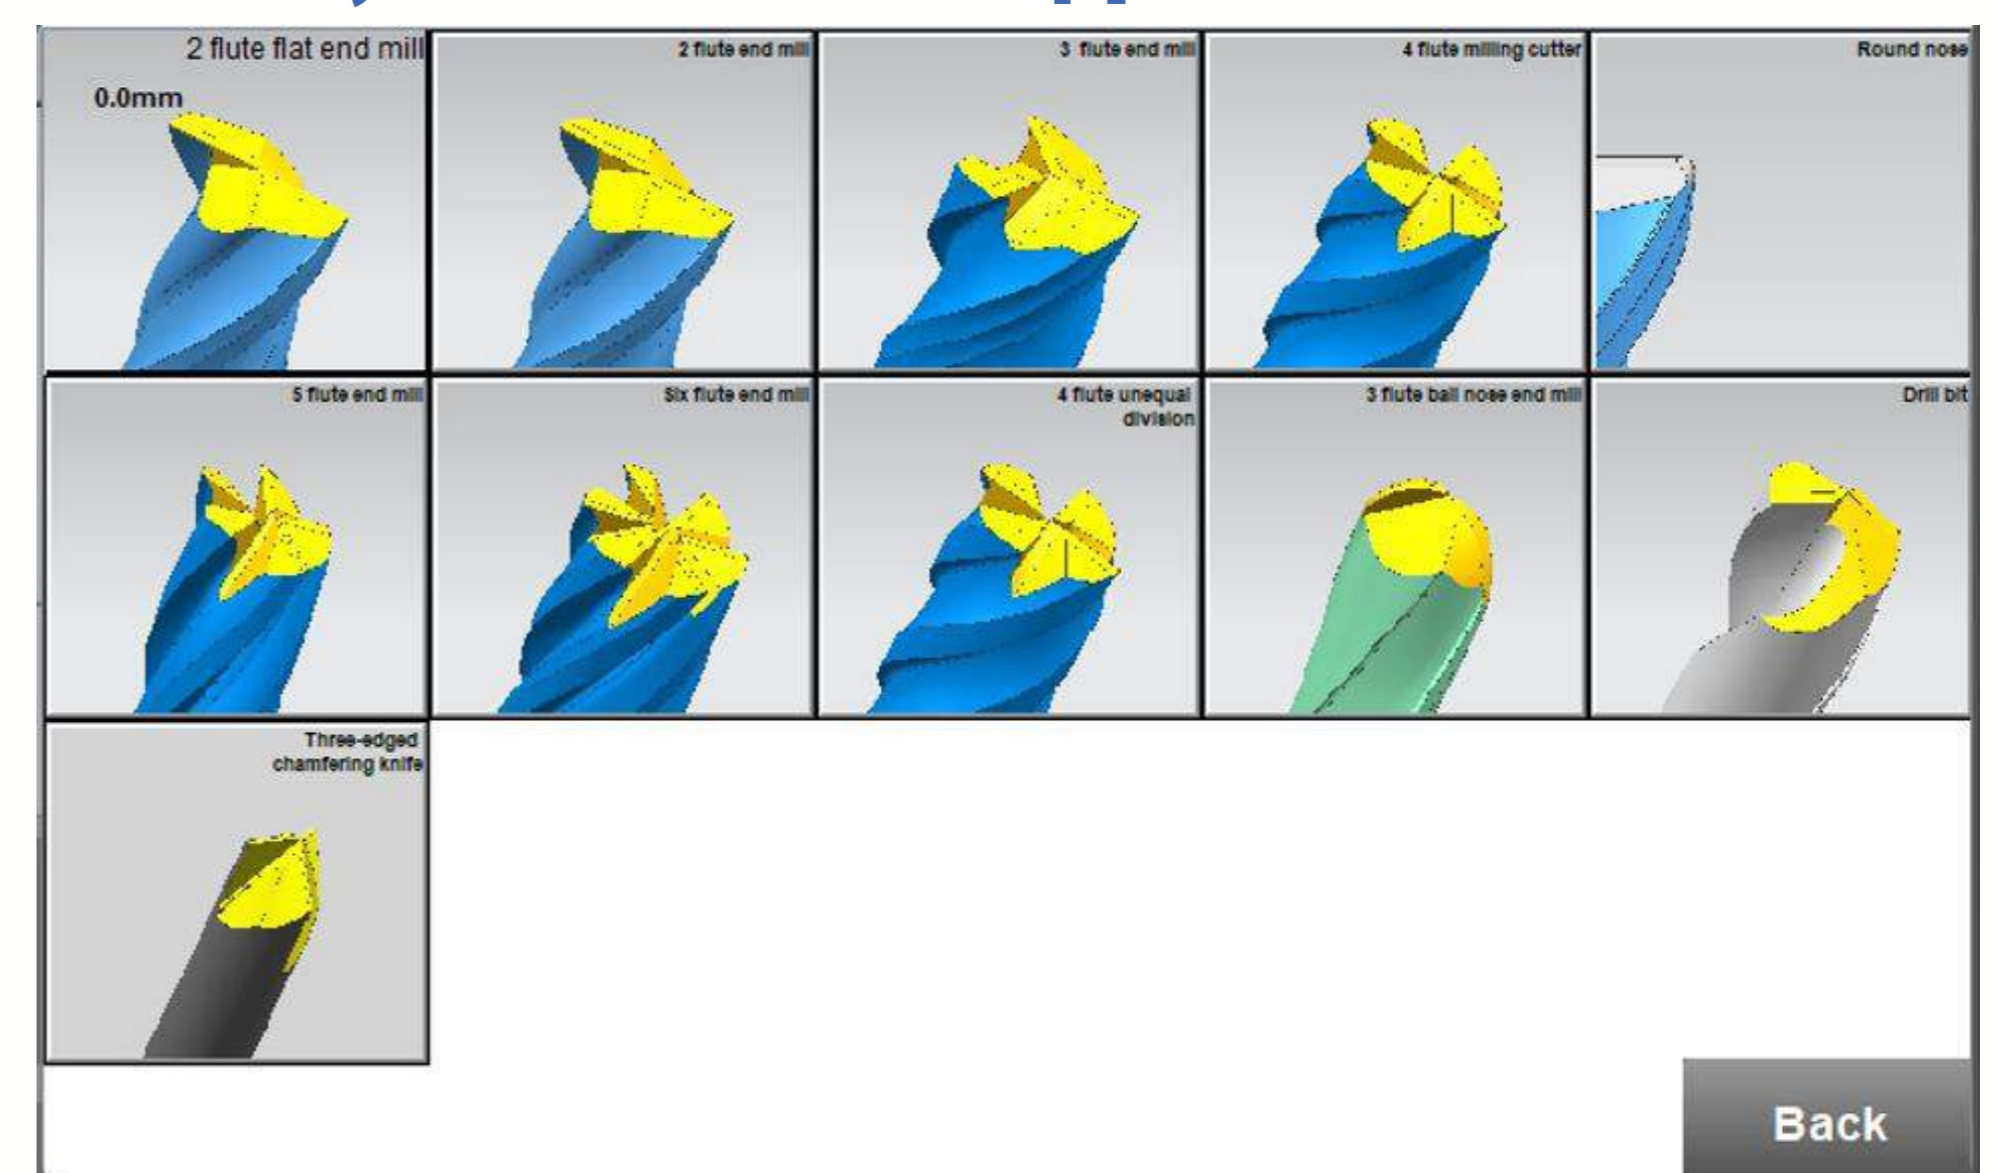 2 flute flat end mill
0.0mm
2 flute end mill
3 flute end mill
4 flute milling cutter
Round nose
5 flute end mill
Six flute end mill
4 flute unequal
division
3 flute ball nose end mill
Drill bit
Three-edged
chamfering knife
Back